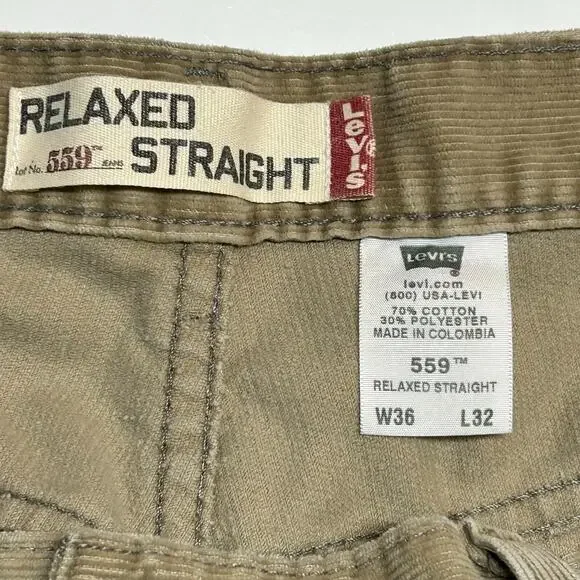 RELAXED
Lot No. 559™ JEANS STRAIGHT
Levi's®
Levi's®
levi.com
(800) USA-LEVI
70% COTTON
30% POLYESTER
MADE IN COLOMBIA
559™
RELAXED STRAIGHT
W36 L32